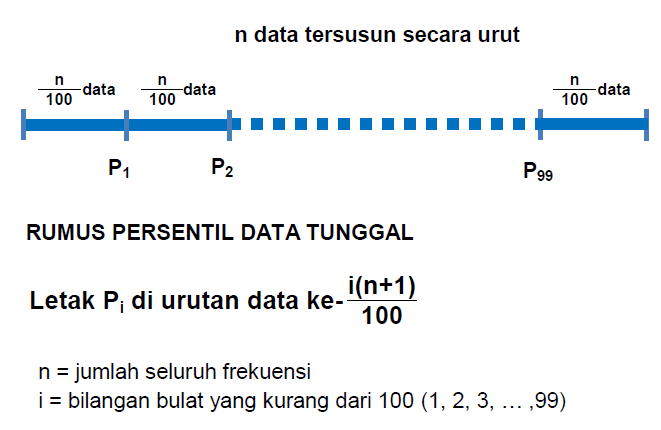 n data tersusun secara urut
n/100 data n/100 data n/100 data
P₁ P₂ P₉₉
RUMUS PERSENTIL DATA TUNGGAL
Letak Pᵢ di urutan data ke- i(n+1)/100
n = jumlah seluruh frekuensi
i = bilangan bulat yang kurang dari 100 (1, 2, 3, … ,99)